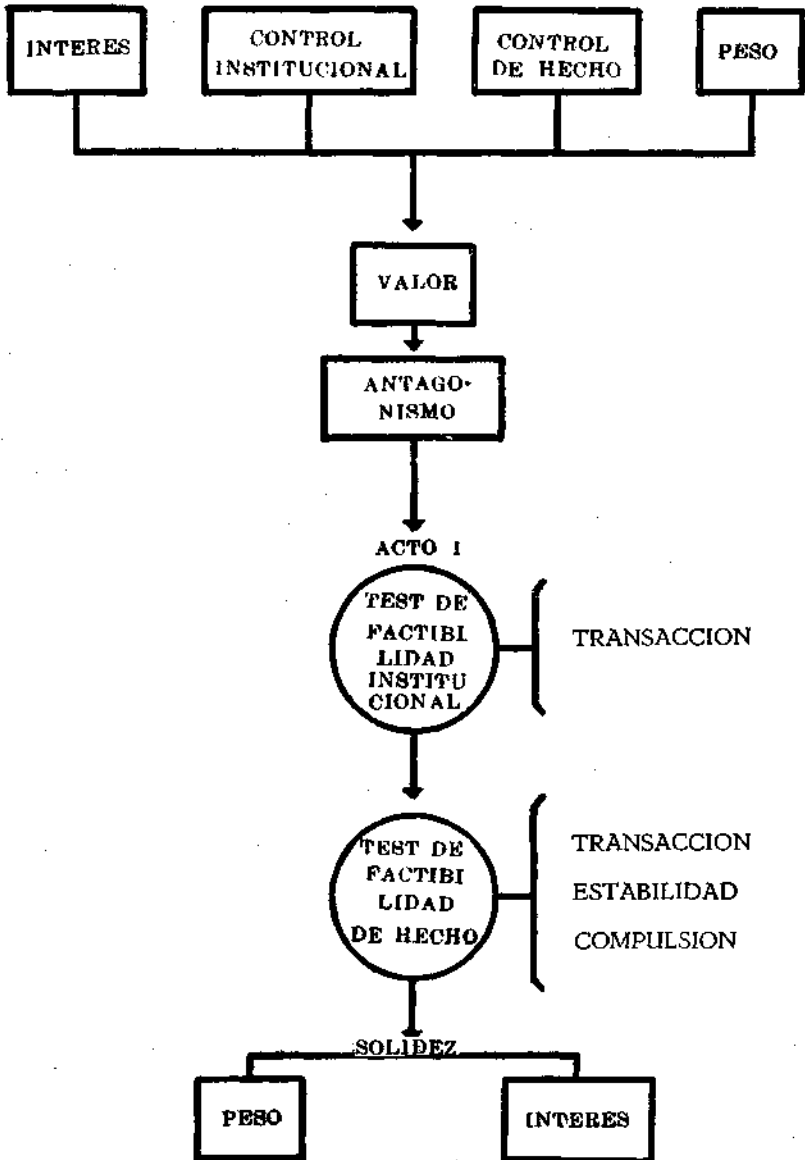 INTERES
CONTROL
INSTITUCIONAL
CONTROL
DE HECHO
PESO
VALOR
ANTAGO-
NISMO
ACTO I
TEST DE
FACTIBI
LIDAD
INSTITU
CIONAL
TRANSACCION
TEST DE
FACTIBI
LIDAD
DE HECHO
TRANSACCION
ESTABILIDAD
COMPULSION
SOLIDEZ
PESO
INTERES